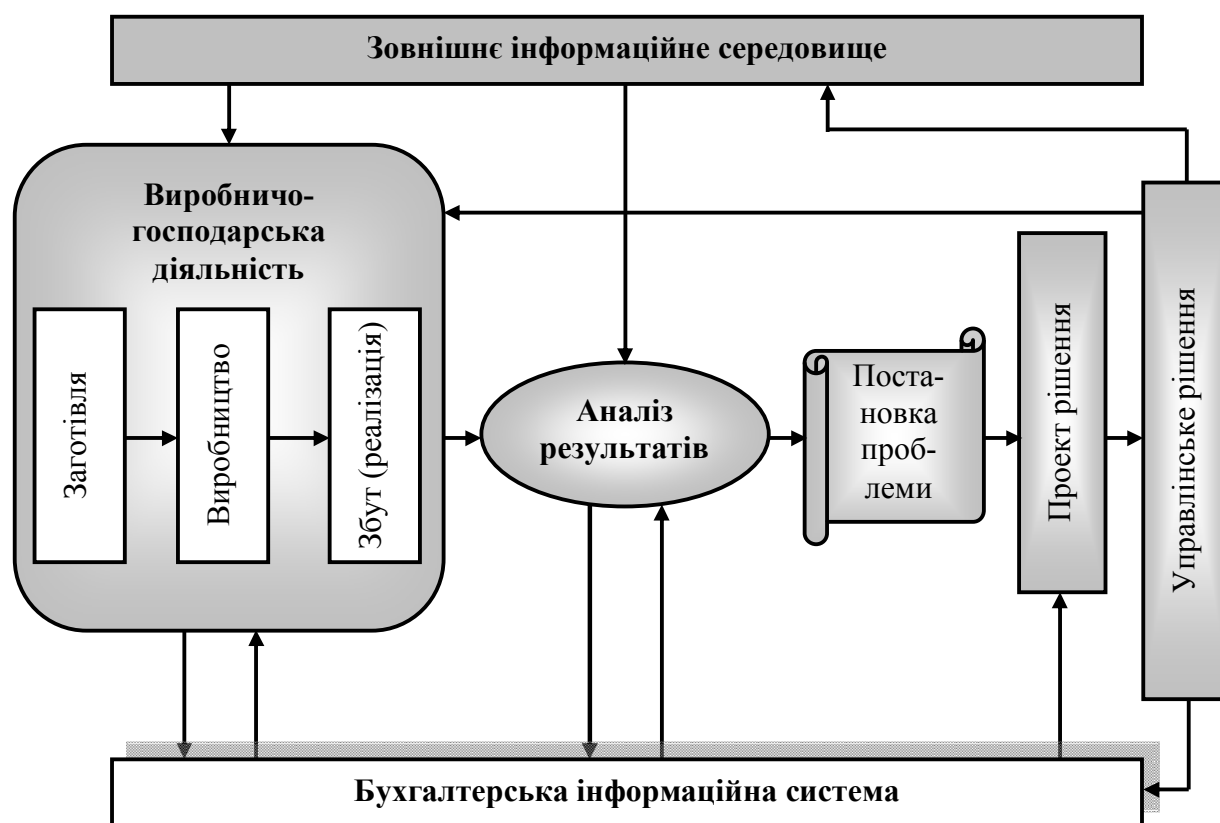 Зовнішнє інформаційне середовище
Виробничо-
господарська
діяльність
Заготівля
Виробництво
Збут (реалізація)
Аналіз
результатів
Поста-
новка
проб-
леми
Проект рішення
Управлінське рішення
Бухгалтерська інформаційна система